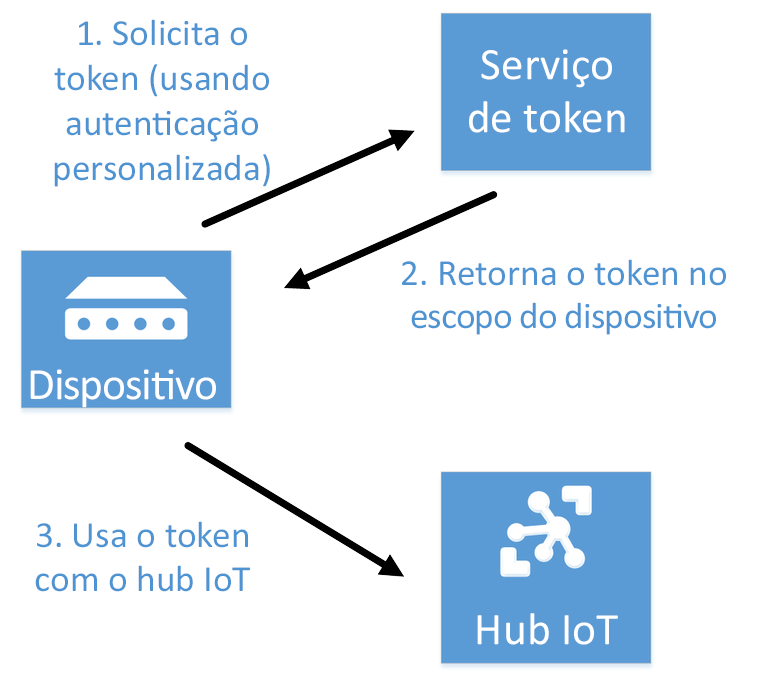 1. Solicita o
token (usando
autenticação
personalizada)
Serviço
de token
2. Retorna o token no
escopo do dispositivo
Dispositivo
3. Usa o token
com o hub IoT
Hub IoT